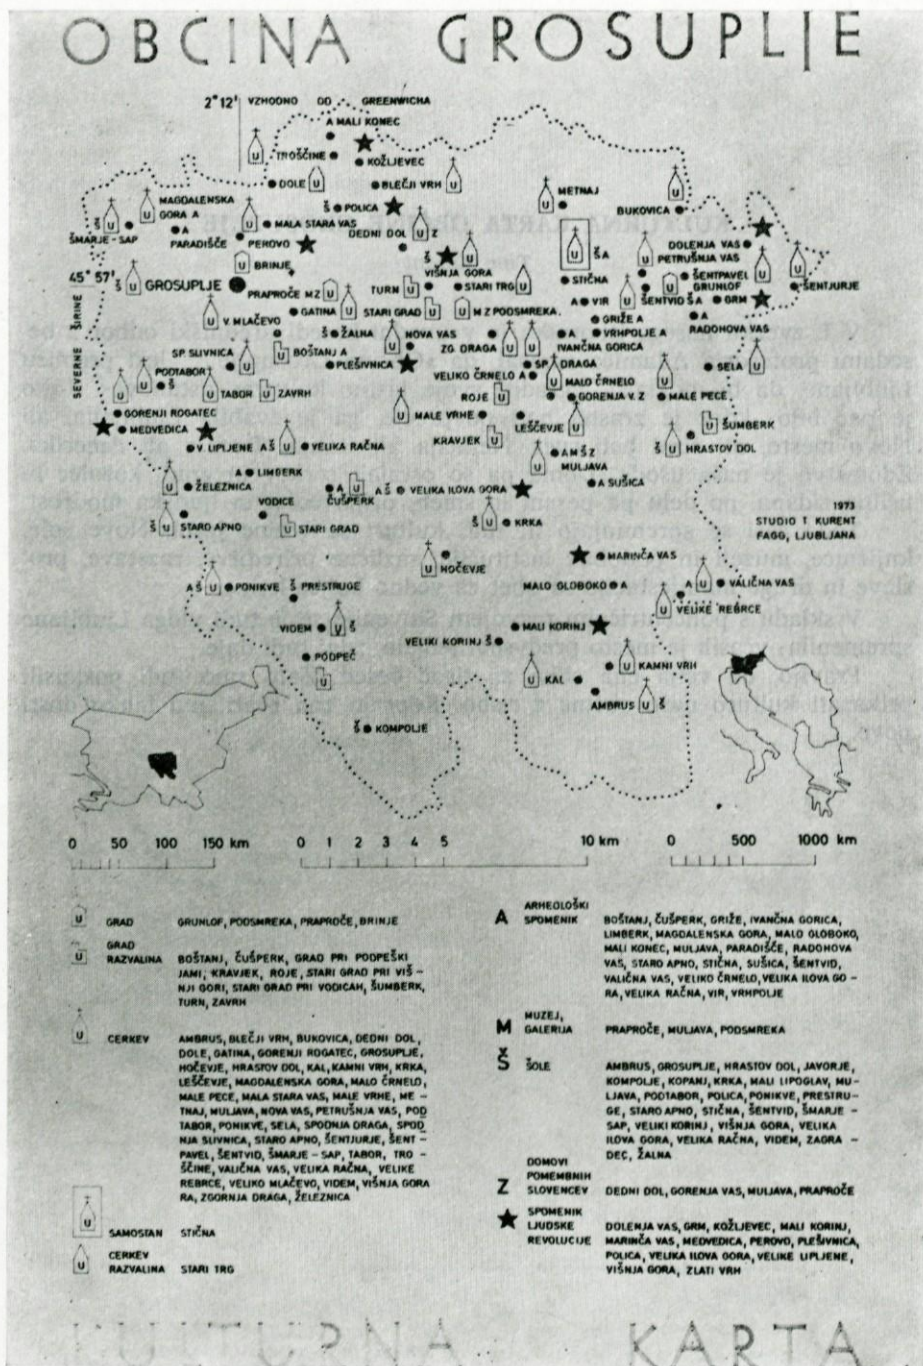 OBČINA GROSUPLJE
2° 12' VZHODNO OD GREENWICHA
A MALI KONEC
TROŠČINE
KOŽLJEVEC
DOLE
BLEČJI VRH
METNAJ
BUKOVICA
MAGDALENSKA
GORA A
Š
ŠMARJE-SAP
PARADIŠČE
A
MALA STARA VAS
Š POLICA
PEROVO
DEDNI DOL
Z
ŠA
STIČNA
DOLENJA VAS
PETRUŠNJA VAS
45° 57'
Š
GROSUPLJE
BRINJE
Š
VIŠNJA GORA
TURN
STARI TRG
ŠENTPAVEL
GRUNLOF
ŠENTJURJE
PRAPROČE MZ
A VIR
ŠENTVID Š A
GRM
SEVERNE ŠIRINE
V. MLAČEVO
GATINA
STARI GRAD
M Z PODSMREKA
GRIŽE A
A
RADOHOVA VAS
Š ŽALNA
NOVA VAS
ZG. DRAGA
A
IVANČNA GORICA
VRHPOLJE A
SP. SLIVNICA
BOŠTANJ A
PLEŠIVNICA
SP. DRAGA
SELA
PODTABOR
Š
VELIKO ČRNELO A
MALO ČRNELO
TABOR
ZAVRH
ROJE
GORENJA V. Z
MALE PECE
GORENJI ROGATEC
MALE VRHE
LEŠČEVJE
ŠUMBERK
MEDVEDICA
V. LIPLJENE
A Š
VELIKA RAČNA
KRAVJEK
Š
HRASTOV DOL
A M Š Z
MULJAVA
A LIMBERK
ŽELEZNICA
A
ČUŠPERK
A Š VELIKA ILOVA GORA
A SUŠICA
VODICE
Š
STARO APNO
STARI GRAD
Š
KRKA
1973
STUDIO T KURENT
FAGG, LJUBLJANA
HOČEVJE
MARINČA VAS
A Š
PONIKVE
Š PRESTRUGE
MALO GLOBOKO A
A
VALIČNA VAS
VELIKE REBRCE
VIDEM
Š
MALI KORINJ
VELIKI KORINJ Š
PODPEČ
KAMNI VRH
KAL
AMBRUS
Š
Š KOMPOLJE
0 50 100 150 km 0 1 2 3 4 5 10 km 0 500 1000 km
GRAD GRUNLOF, PODSMREKA, PRAPROČE, BRINJE
GRAD
RAZVALINA BOŠTANJ, ČUŠPERK, GRAD PRI PODPEŠKI
JAMI, KRAVJEK, ROJE, STARI GRAD PRI VIŠ-
NJI GORI, STARI GRAD PRI VODICAH, ŠUMBERK,
TURN, ZAVRH
CERKEV AMBRUS, BLEČJI VRH, BUKOVICA, DEDNI DOL,
DOLE, GATINA, GORENJI ROGATEC, GROSUPLJE,
HOČEVJE, HRASTOV DOL, KAL, KAMNI VRH, KRKA,
LEŠČEVJE, MAGDALENSKA GORA, MALO ČRNELO,
MALE PECE, MALA STARA VAS, MALE VRHE, ME-
TNAJ, MULJAVA, NOVA VAS, PETRUŠNJA VAS, POD
TABOR, PONIKVE, SELA, SPODNJA DRAGA, SPOD
NJA SLIVNICA, STARO APNO, ŠENTJURJE, ŠENT-
PAVEL, ŠENTVID, ŠMARJE-SAP, TABOR, TRO-
ŠČINE, VALIČNA VAS, VELIKA RAČNA, VELIKE
REBRCE, VELIKO MLAČEVO, VIDEM, VIŠNJA GORA
RA, ZGORNJA DRAGA, ŽELEZNICA
SAMOSTAN STIČNA
CERKEV
RAZVALINA STARI TRG
A ARHEOLOŠKI
SPOMENIK BOŠTANJ, ČUŠPERK, GRIŽE, IVANČNA GORICA,
LIMBERK, MAGDALENSKA GORA, MALO GLOBOKO,
MALI KONEC, MULJAVA, PARADIŠČE, RADOHOVA
VAS, STARO APNO, STIČNA, SUŠICA, ŠENTVID,
VALIČNA VAS, VELIKO ČRNELO, VELIKA ILOVA GO-
RA, VELIKA RAČNA, VIR, VRHPOLJE
M MUZEJ,
GALERIJA PRAPROČE, MULJAVA, PODSMREKA
Š ŠOLE AMBRUS, GROSUPLJE, HRASTOV DOL, JAVORJE,
KOMPOLJE, KOPANJ, KRKA, MALI LIPOGLAV, MU-
LJAVA, PODTABOR, POLICA, PONIKVE, PRESTRU-
GE, STARO APNO, STIČNA, ŠENTVID, ŠMARJE-
SAP, VELIKI KORINJ, VIŠNJA GORA, VELIKA
ILOVA GORA, VELIKA RAČNA, VIDEM, ZAGRA-
DEC, ŽALNA
DOMOVI
POMEMBNIH
Z SLOVENCEV DEDNI DOL, GORENJA VAS, MULJAVA, PRAPROČE
SPOMENIK
LJUDSKE
REVOLUCIJE DOLENJA VAS, GRM, KOŽLJEVEC, MALI KORINJ,
MARINČA VAS, MEDVEDICA, PEROVO, PLEŠIVNICA,
POLICA, VELIKA ILOVA GORA, VELIKE LIPLJENE,
VIŠNJA GORA, ZLATI VRH
KULTURNA KARTA